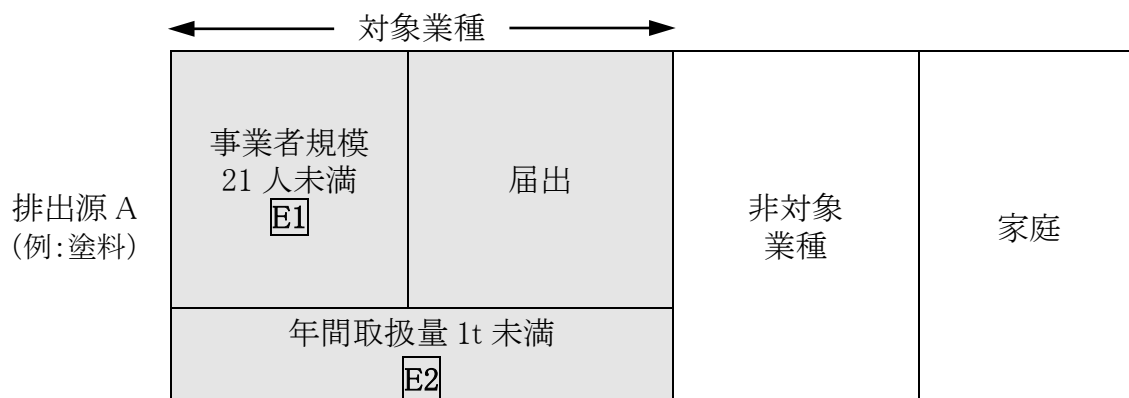 対象業種
事業者規模
21 人未満
E1
届出
排出源 A
(例:塗料)
非対象
業種
家庭
年間取扱量 1t 未満
E2